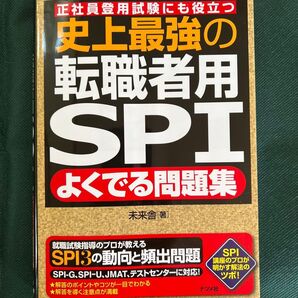 正社員登用試験にも役立つ
史上最強の
転職者用
SPI
よくでる問題集
未来舎[著]
就職試験指導のプロが教える
SPI3の動向と頻出問題
SPI-G、SPI-U、JMAT、テストセンターに対応!
★解答のポイントやコツが一目でわかる
★解答を導く注意点が満載
SPI
講座のプロが
明かす解法の
ツボ!
ナツメ社